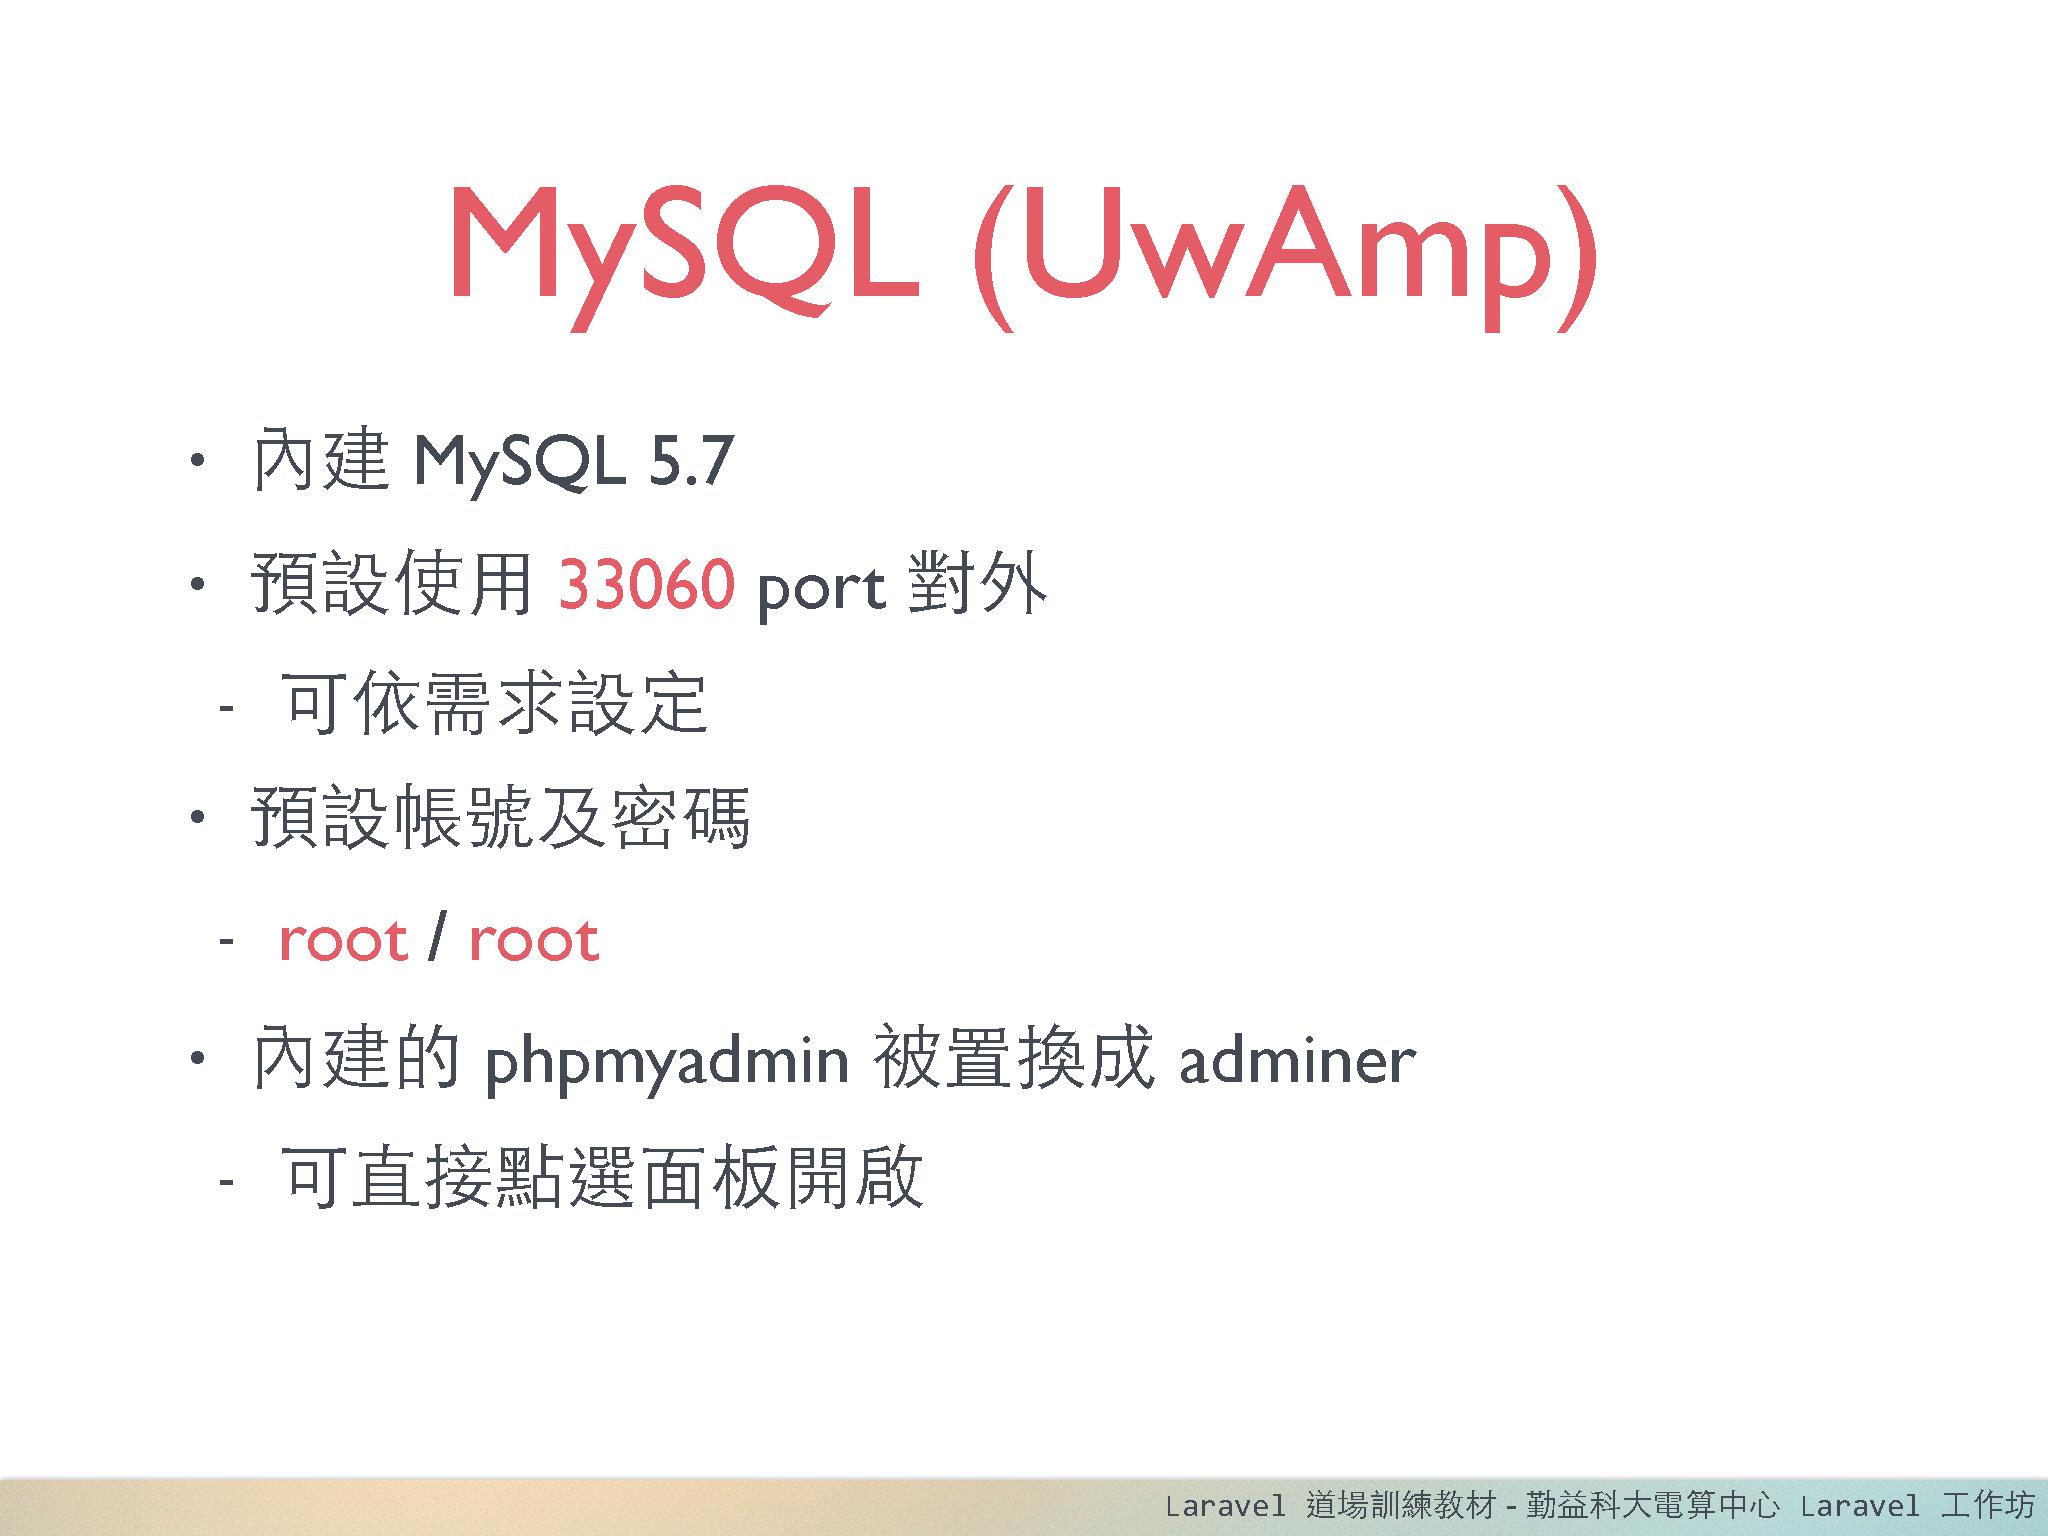 MySQL (UwAmp)
• 內建 MySQL 5.7
• 預設使用 33060 port 對外
- 可依需求設定
• 預設帳號及密碼
- root / root
• 內建的 phpmyadmin 被置換成 adminer
- 可直接點選面板開啟
Laravel 道場訓練教材 - 勤益科大電算中心 Laravel 工作坊